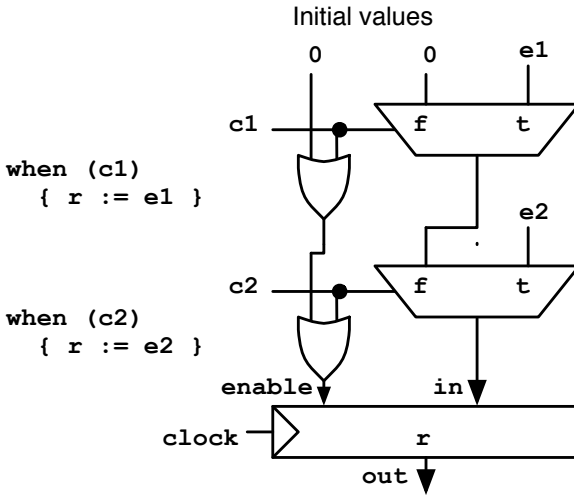 Initial values
0 0 e1
c1 f t
when (c1)
{ r := e1 }
e2
c2 f t
when (c2)
{ r := e2 }
enable in
clock r
out